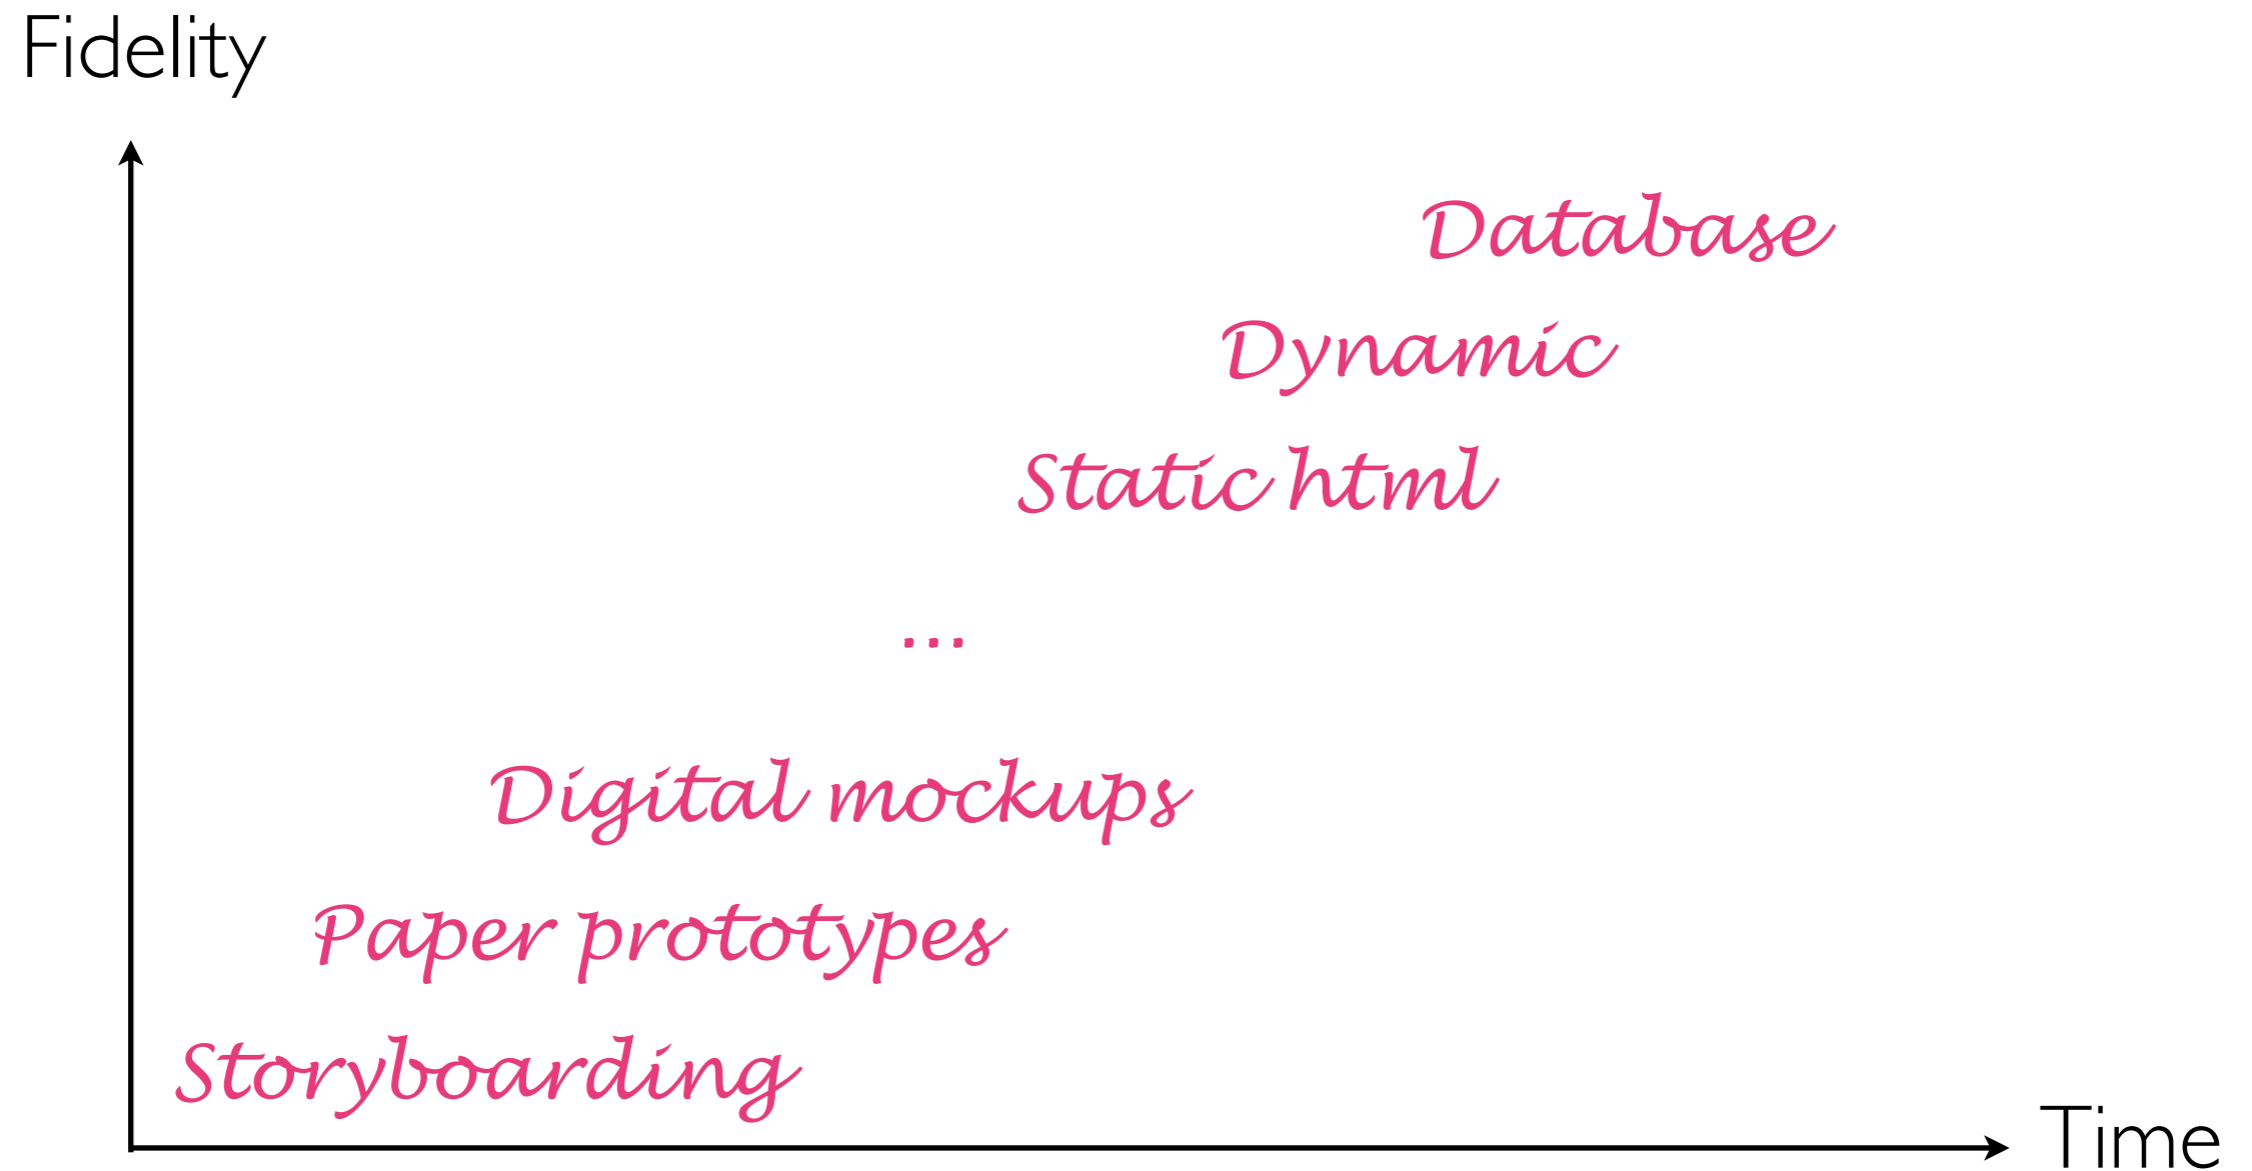 Fidelity
Database
Dynamic
Static html
...
Digital mockups
Paper prototypes
Storyboarding
Time